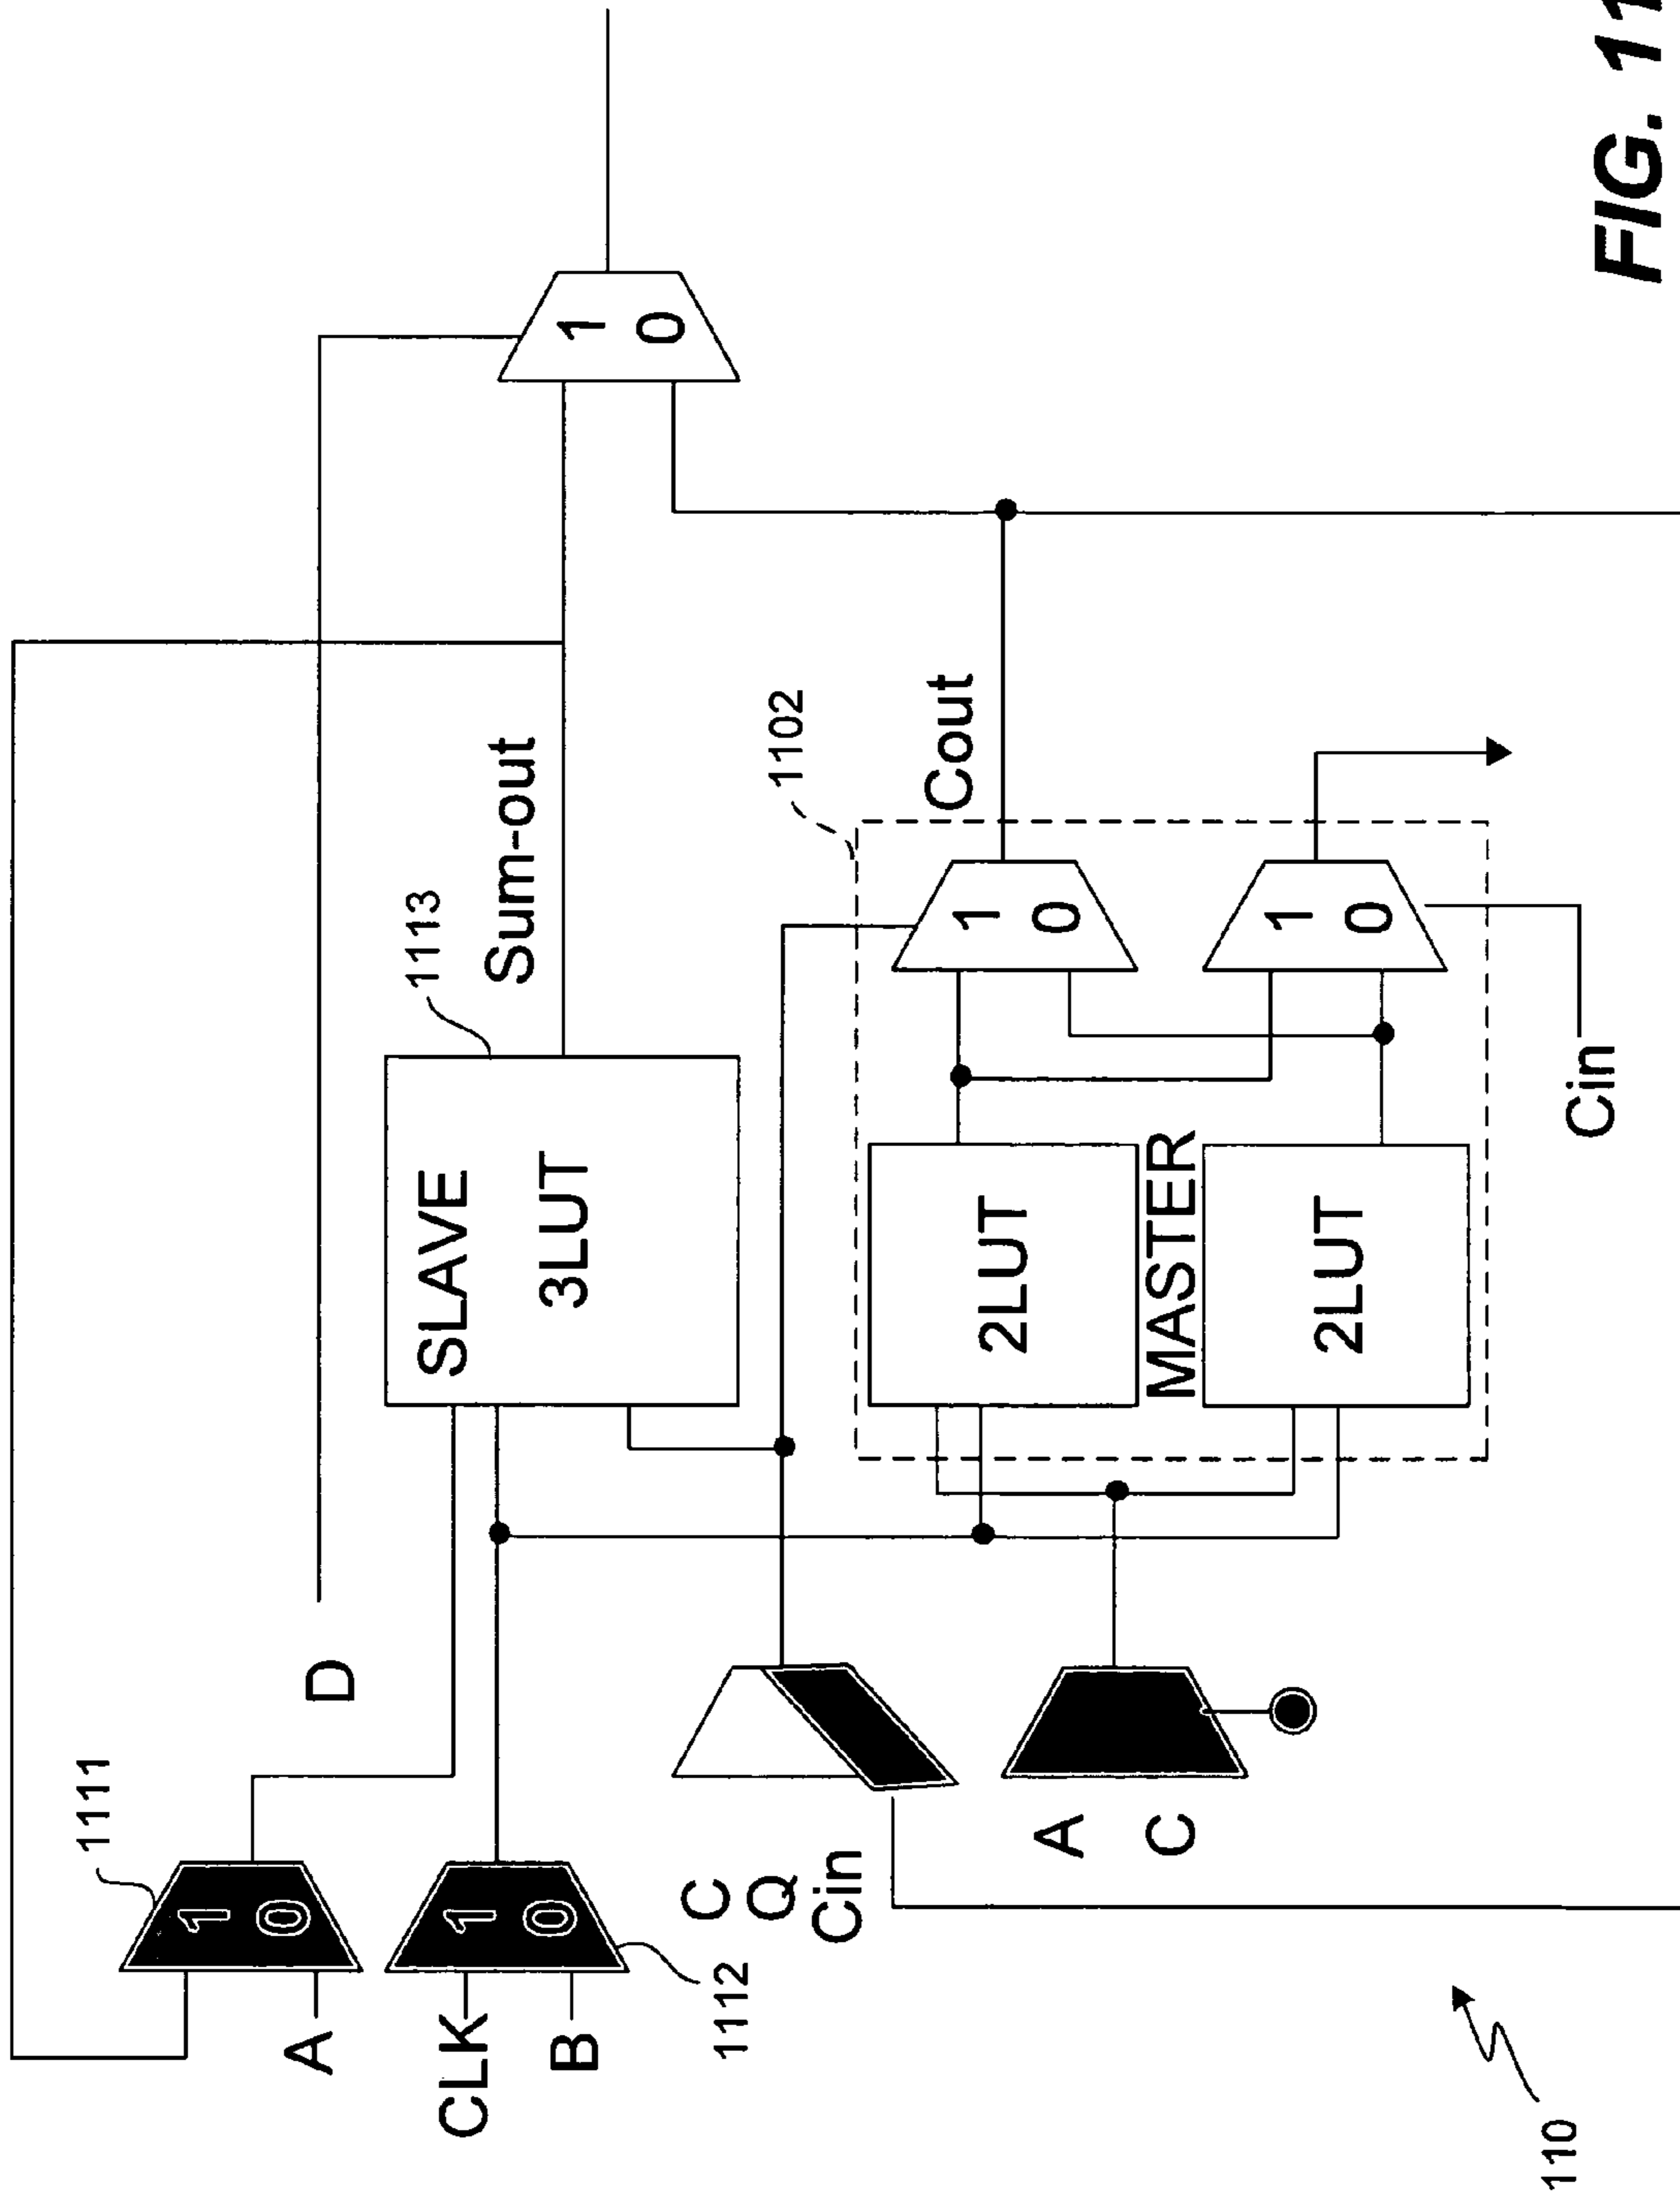 1111
1
0
A
CLK
1
0
B
1112
D
C
Q
Cin
A
C
SLAVE
3LUT
1113
Sum-out
1
0
1102
2LUT
MASTER
2LUT
1
0
Cout
1
0
Cin
110
FIG. 11